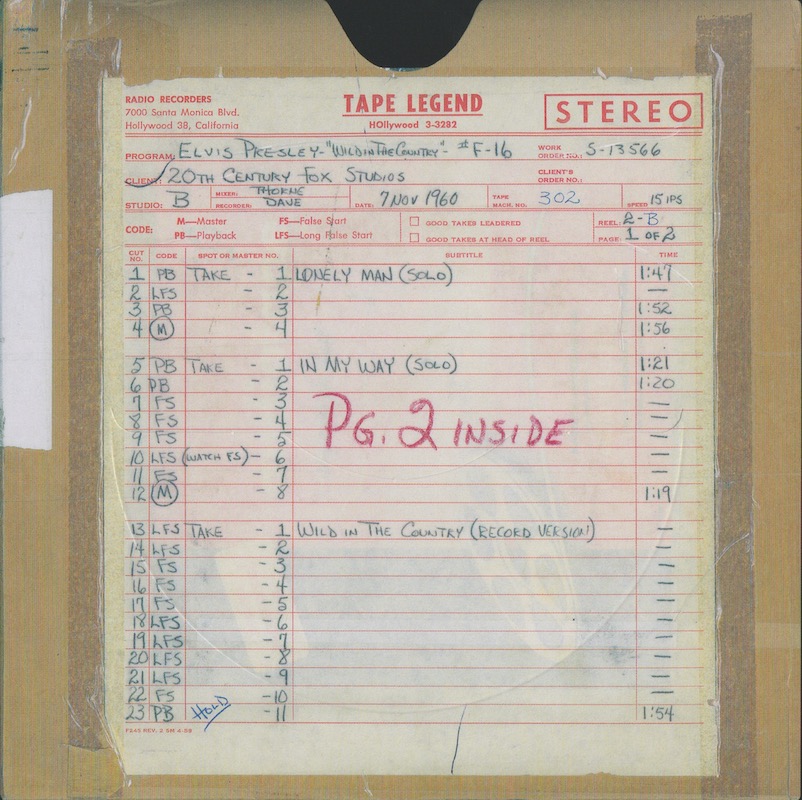 RADIO RECORDERS
7000 Santa Monica Blvd.
Hollywood 38, California
TAPE LEGEND
HOllywood 3-3282
STEREO
PROGRAM: ELVIS PRESLEY-"WILD IN THE COUNTRY"- #F-16 WORK ORDER NO.: S-13566
CLIENT: 20TH CENTURY FOX STUDIOS CLIENT'S ORDER NO.:
STUDIO: B MIXER: THORNE RECORDER: DAVE DATE: 7 NOV 1960 TAPE MACH. NO. 302 SPEED 15 IPS
CODE: M—Master FS—False Start GOOD TAKES LEADERED REEL: 2-B
PB—Playback LFS—Long False Start GOOD TAKES AT HEAD OF REEL PAGE: 1 OF 2
CUT NO. CODE SPOT OR MASTER NO. SUBTITLE TIME
1 PB TAKE - 1 LONELY MAN (SOLO) 1:47
2 LFS - 2 —
3 PB - 3 1:52
4 M - 4 1:56
5 PB TAKE - 1 IN MY WAY (SOLO) 1:21
6 PB - 2 1:20
7 FS - 3 —
8 FS - 4 —
9 FS - 5 —
10 LFS (WATCH FS) - 6 —
11 FS - 7 —
12 M - 8 1:19
PG. 2 INSIDE
13 LFS TAKE - 1 WILD IN THE COUNTRY (RECORD VERSION) —
14 LFS - 2 —
15 FS - 3 —
16 FS - 4 —
17 FS - 5 —
18 LFS - 6 —
19 LFS - 7 —
20 LFS - 8 —
21 LFS - 9 —
22 FS - 10 —
23 PB HOLD - 11 1:54
F245 REV. 2 5M 4-59